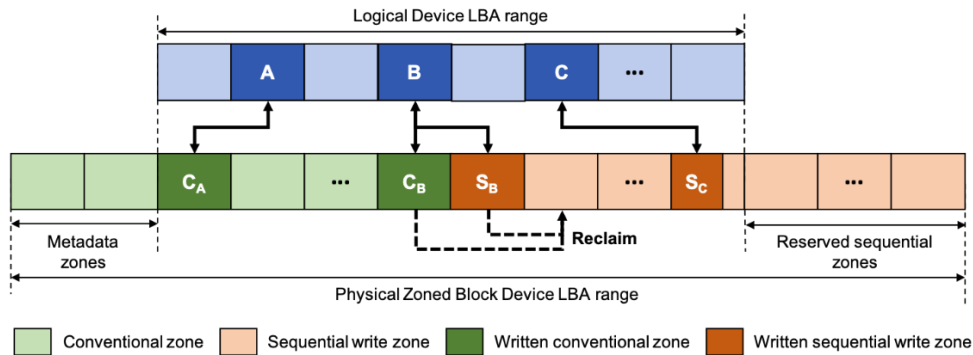 Logical Device LBA range
A B C ...
C_A ... C_B S_B ... S_C ...
Reclaim
Metadata
zones
Reserved sequential
zones
Physical Zoned Block Device LBA range
Conventional zone Sequential write zone Written conventional zone Written sequential write zone